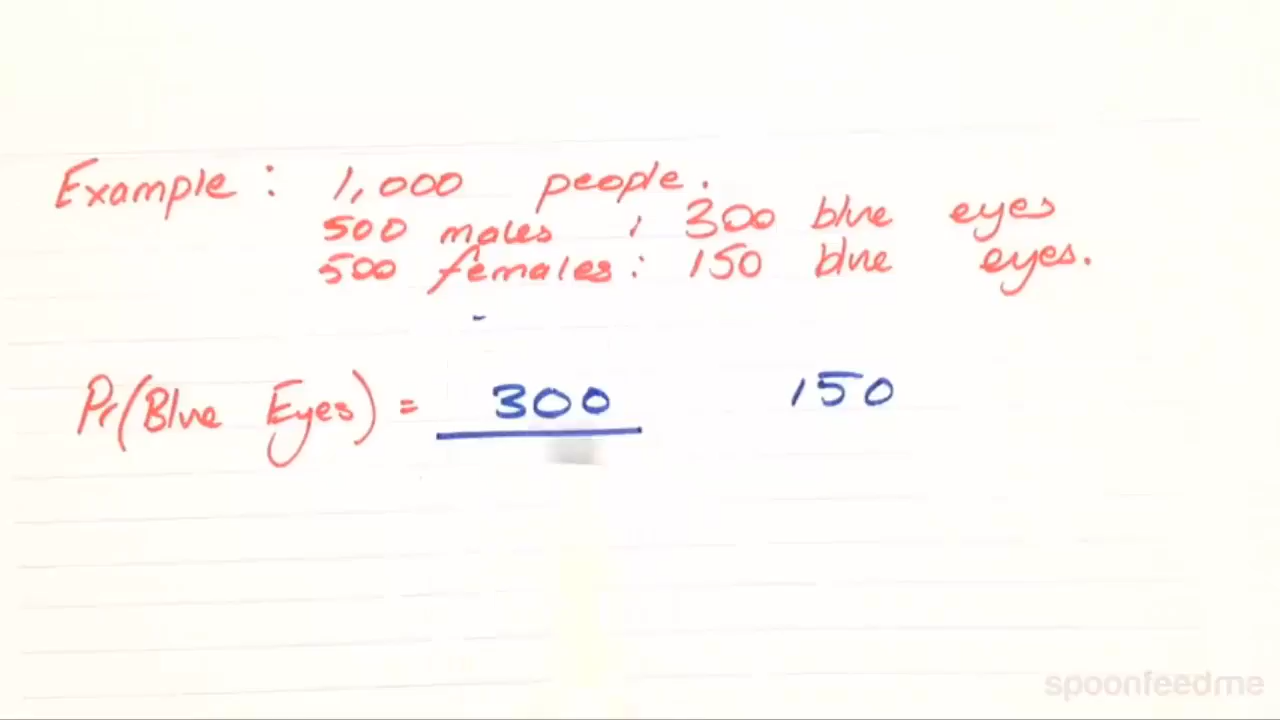 Example : 1,000 people.
500 males : 300 blue eyes
500 females : 150 blue eyes.
Pr(Blue Eyes) = 300 150
spoonfeedme